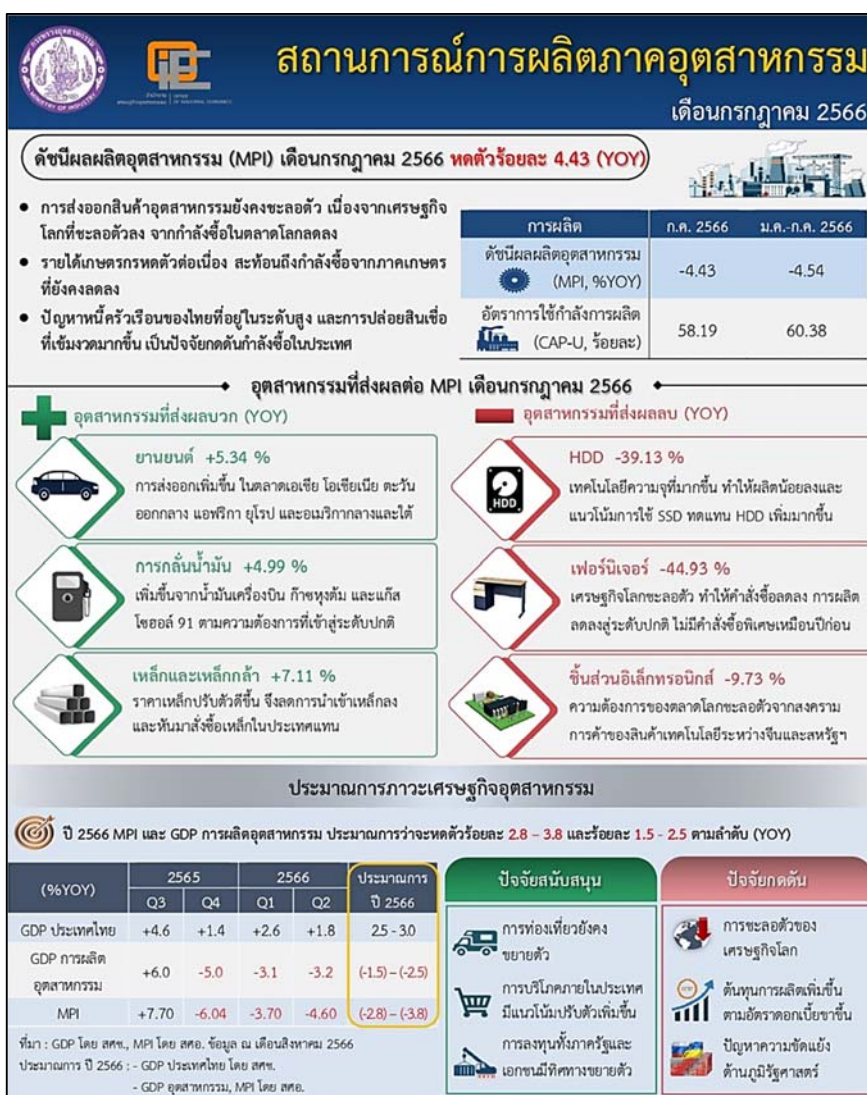 สถานการณ์การผลิตภาคอุตสาหกรรม
เดือนกรกฎาคม 2566
ดัชนีผลผลิตอุตสาหกรรม (MPI) เดือนกรกฎาคม 2566 หดตัวร้อยละ 4.43 (YOY)
• การส่งออกสินค้าอุตสาหกรรมยังคงชะลอตัว เนื่องจากเศรษฐกิจ
โลกที่ชะลอตัวลง จากกำลังซื้อในตลาดโลกลดลง
• รายได้เกษตรกรหดตัวต่อเนื่อง สะท้อนถึงกำลังซื้อจากภาคเกษตร
ที่ยังคงลดลง
• ปัญหาหนี้ครัวเรือนของไทยที่อยู่ในระดับสูง และการปล่อยสินเชื่อ
ที่เข้มงวดมากขึ้น เป็นปัจจัยกดดันกำลังซื้อในประเทศ
การผลิต ก.ค. 2566 ม.ค.-ก.ค. 2566
ดัชนีผลผลิตอุตสาหกรรม
(MPI, %YOY) -4.43 -4.54
อัตราการใช้กำลังการผลิต
(CAP-U, ร้อยละ) 58.19 60.38
อุตสาหกรรมที่ส่งผลต่อ MPI เดือนกรกฎาคม 2566
อุตสาหกรรมที่ส่งผลบวก (YOY)
ยานยนต์ +5.34 %
การส่งออกเพิ่มขึ้น ในตลาดเอเชีย โอเชียเนีย ตะวัน
ออกกลาง แอฟริกา ยุโรป และอเมริกากลางและใต้
การกลั่นน้ำมัน +4.99 %
เพิ่มขึ้นจากน้ำมันเครื่องบิน ก๊าซหุงต้ม และแก๊ส
โซฮอล์ 91 ตามความต้องการที่เข้าสู่ระดับปกติ
เหล็กและเหล็กกล้า +7.11 %
ราคาเหล็กปรับตัวดีขึ้น จึงลดการนำเข้าเหล็กลง
และหันมาสั่งซื้อเหล็กในประเทศแทน
อุตสาหกรรมที่ส่งผลลบ (YOY)
HDD
HDD -39.13 %
เทคโนโลยีความจุที่มากขึ้น ทำให้ผลิตน้อยลงและ
แนวโน้มการใช้ SSD ทดแทน HDD เพิ่มมากขึ้น
เฟอร์นิเจอร์ -44.93 %
เศรษฐกิจโลกชะลอตัว ทำให้คำสั่งซื้อลดลง การผลิต
ลดลงสู่ระดับปกติ ไม่มีคำสั่งซื้อพิเศษเหมือนปีก่อน
ชิ้นส่วนอิเล็กทรอนิกส์ -9.73 %
ความต้องการของตลาดโลกชะลอตัวจากสงคราม
การค้าของสินค้าเทคโนโลยีระหว่างจีนและสหรัฐฯ
ประมาณการภาวะเศรษฐกิจอุตสาหกรรม
ปี 2566 MPI และ GDP การผลิตอุตสาหกรรม ประมาณการว่าจะหดตัวร้อยละ 2.8 – 3.8 และร้อยละ 1.5 - 2.5 ตามลำดับ (YOY)
(%YOY) 2565 2566 ประมาณการ
Q3 Q4 Q1 Q2 ปี 2566
GDP ประเทศไทย +4.6 +1.4 +2.6 +1.8 2.5 - 3.0
GDP การผลิต
อุตสาหกรรม +6.0 -5.0 -3.1 -3.2 (-1.5) – (-2.5)
MPI +7.70 -6.04 -3.70 -4.60 (-2.8) – (-3.8)
ที่มา : GDP โดย สศช., MPI โดย สศอ. ข้อมูล ณ เดือนสิงหาคม 2566
ประมาณการ ปี 2566 : - GDP ประเทศไทย โดย สศช.
- GDP อุตสาหกรรม, MPI โดย สศอ.
ปัจจัยสนับสนุน
การท่องเที่ยวยังคง
ขยายตัว
การบริโภคภายในประเทศ
มีแนวโน้มปรับตัวเพิ่มขึ้น
การลงทุนทั้งภาครัฐและ
เอกชนมีทิศทางขยายตัว
ปัจจัยกดดัน
การชะลอตัวของ
เศรษฐกิจโลก
ต้นทุนการผลิตเพิ่มขึ้น
ตามอัตราดอกเบี้ยขาขึ้น
ปัญหาความขัดแย้ง
ด้านภูมิรัฐศาสตร์